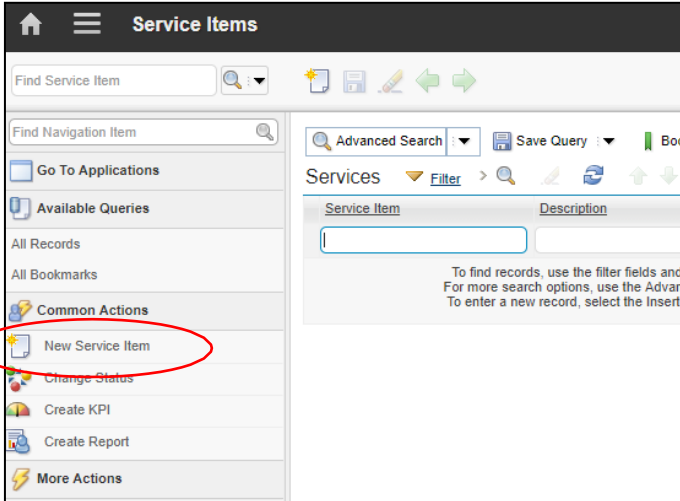 Service Items
Find Service Item
Find Navigation Item
Go To Applications
Available Queries
All Records
All Bookmarks
Common Actions
New Service Item
Change Status
Create KPI
Create Report
More Actions
Advanced Search Save Query Boo
Services Filter
Service Item Description
To find records, use the filter fields and
For more search options, use the Advan
To enter a new record, select the Insert